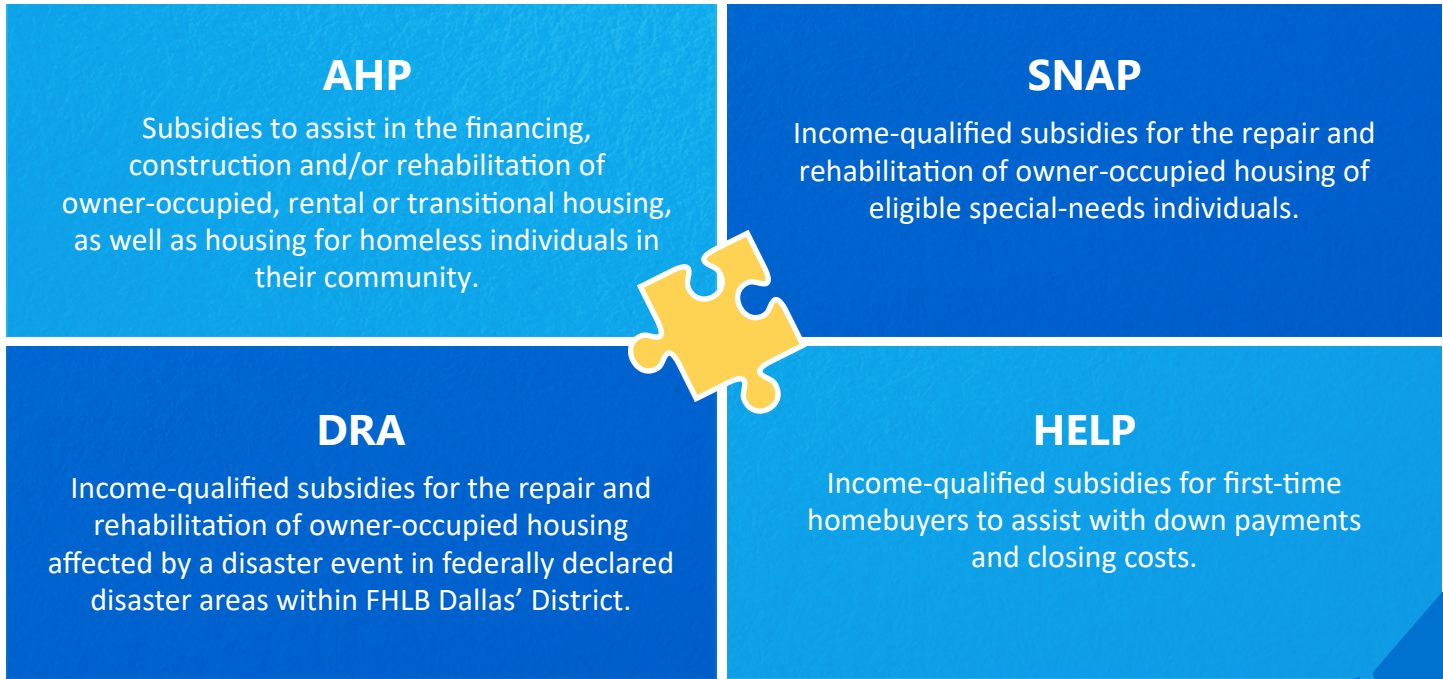 AHP
Subsidies to assist in the financing,
construction and/or rehabilitation of
owner-occupied, rental or transitional housing,
as well as housing for homeless individuals in
their community.
SNAP
Income-qualified subsidies for the repair and
rehabilitation of owner-occupied housing of
eligible special-needs individuals.
DRA
Income-qualified subsidies for the repair and
rehabilitation of owner-occupied housing
affected by a disaster event in federally declared
disaster areas within FHLB Dallas’ District.
HELP
Income-qualified subsidies for first-time
homebuyers to assist with down payments
and closing costs.